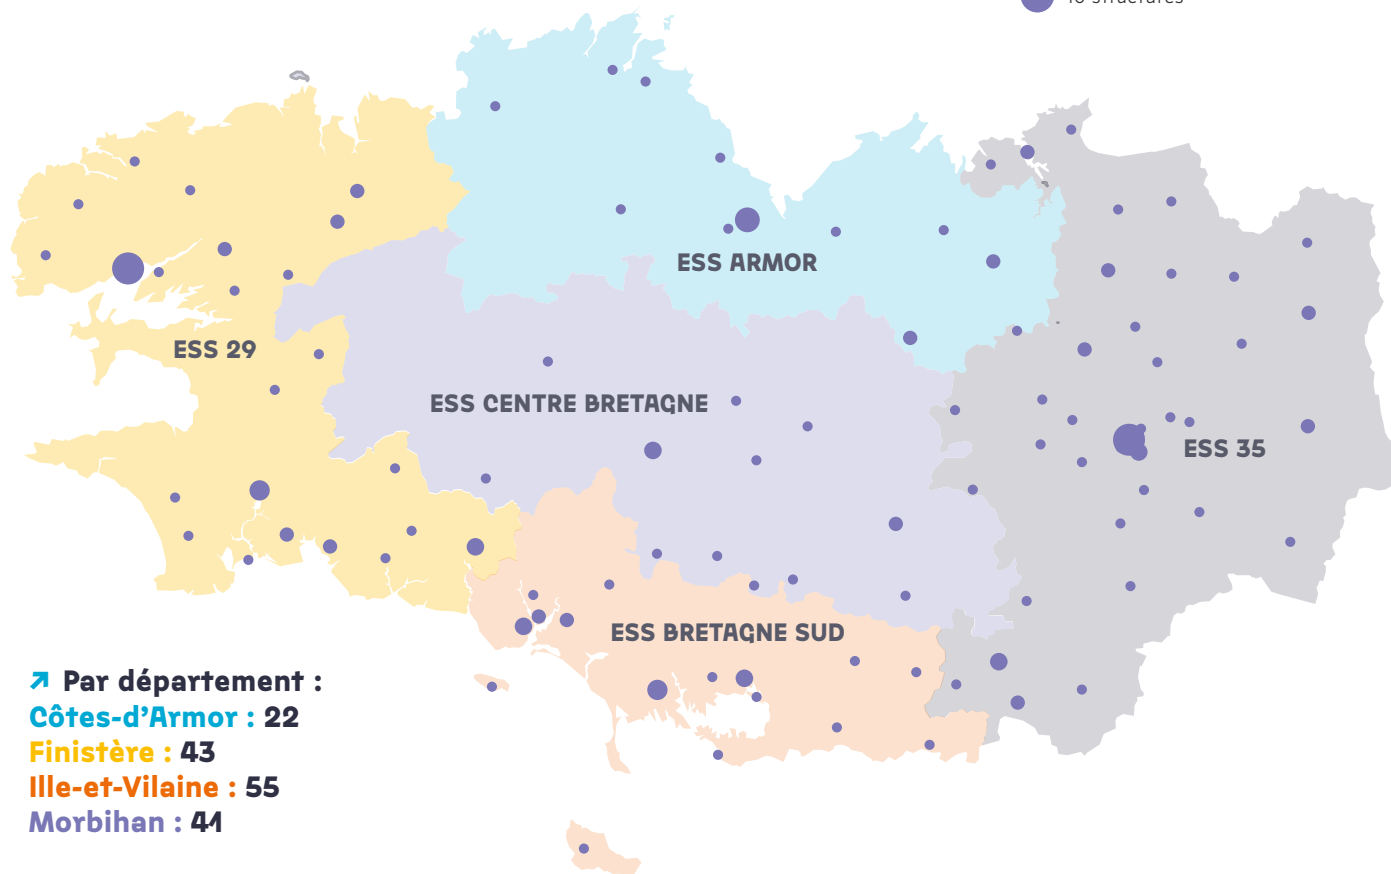 ESS ARMOR
ESS 29
ESS CENTRE BRETAGNE
ESS 35
ESS BRETAGNE SUD
↗ Par département :
Côtes-d’Armor : 22
Finistère : 43
Ille-et-Vilaine : 55
Morbihan : 41